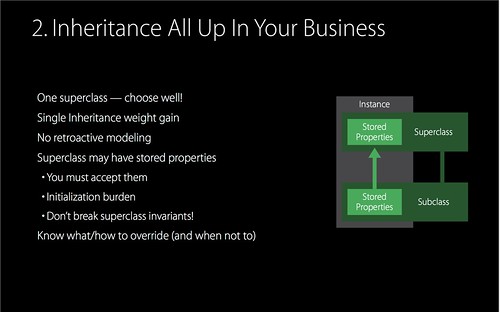 2. Inheritance All Up In Your Business
One superclass — choose well!
Single Inheritance weight gain
No retroactive modeling
Superclass may have stored properties
• You must accept them
• Initialization burden
• Don't break superclass invariants!
Know what/how to override (and when not to)
Instance
Stored
Properties
Superclass
Stored
Properties
Subclass